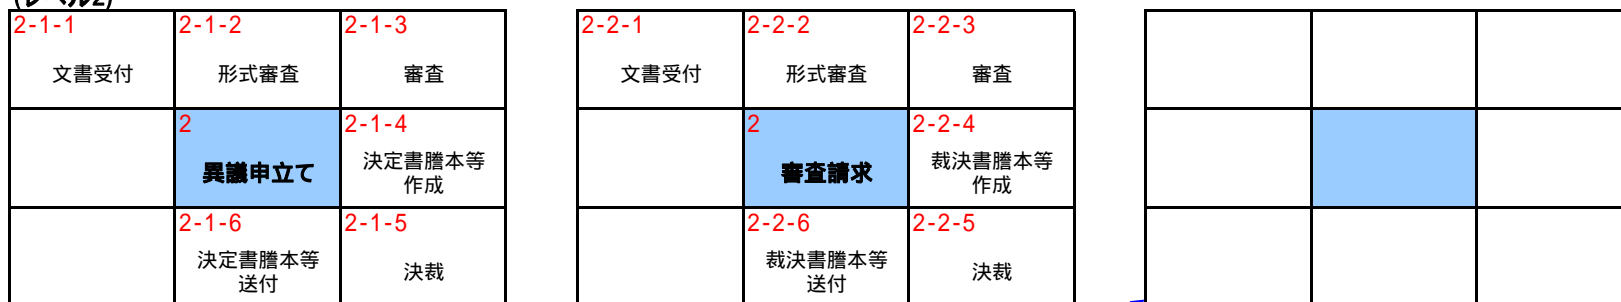 (レベル2)
2-1-1
文書受付
2-1-2
形式審査
2-1-3
審査
2
異議申立て
2-1-4
決定書謄本等
作成
2-1-6
決定書謄本等
送付
2-1-5
決裁
2-2-1
文書受付
2-2-2
形式審査
2-2-3
審査
2
審査請求
2-2-4
裁決書謄本等
作成
2-2-6
裁決書謄本等
送付
2-2-5
決裁